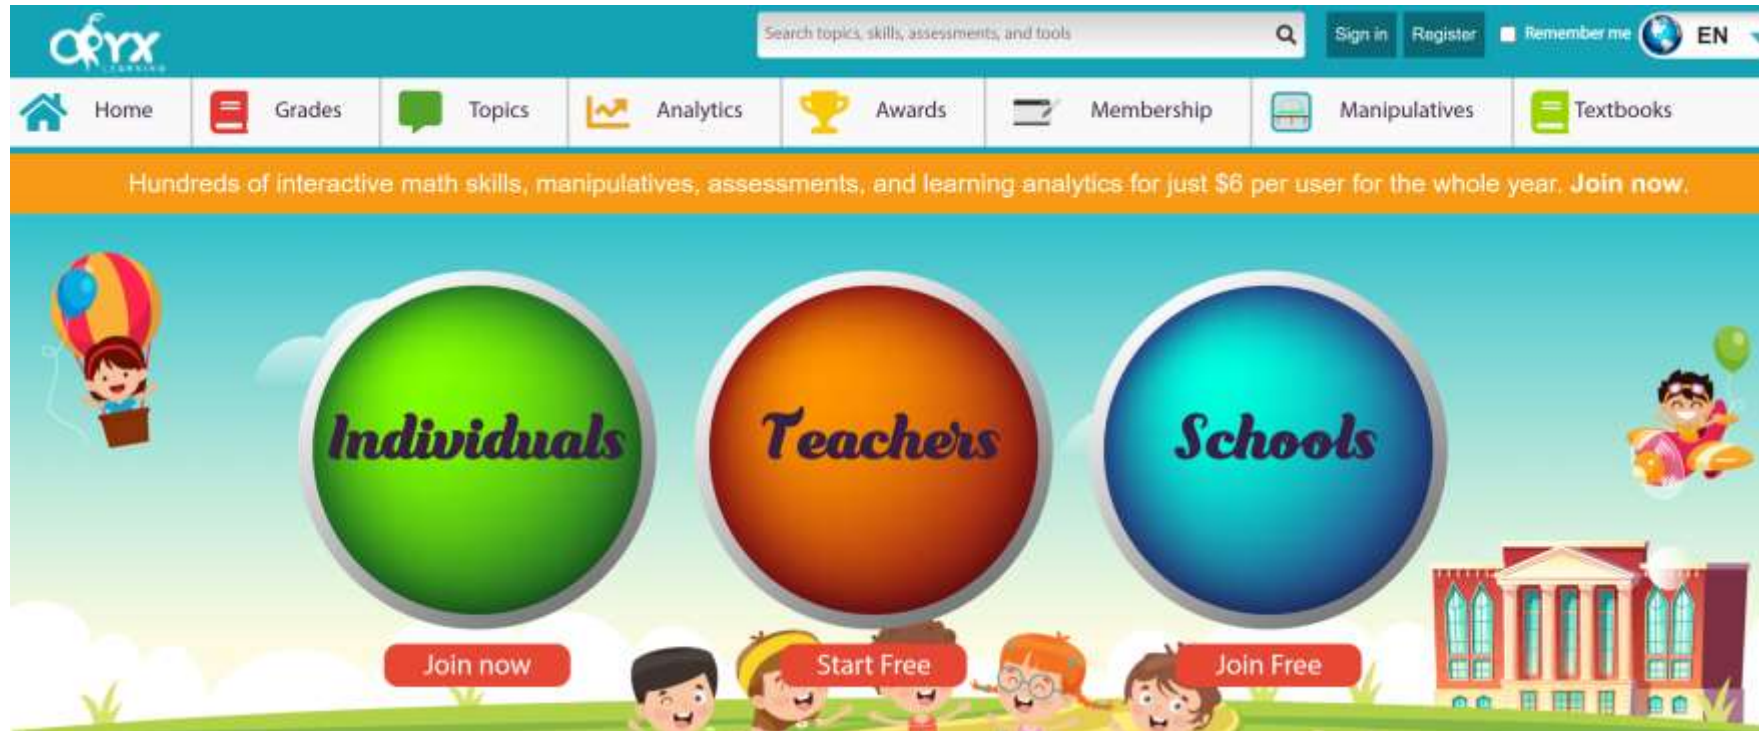 ORYX
LEARNING
Search topics, skills, assessments, and tools
Sign in
Register
Remember me
EN
Home
Grades
Topics
Analytics
Awards
Membership
Manipulatives
Textbooks
Hundreds of interactive math skills, manipulatives, assessments, and learning analytics for just $6 per user for the whole year. Join now.
Individuals
Teachers
Schools
Join now
Start Free
Join Free